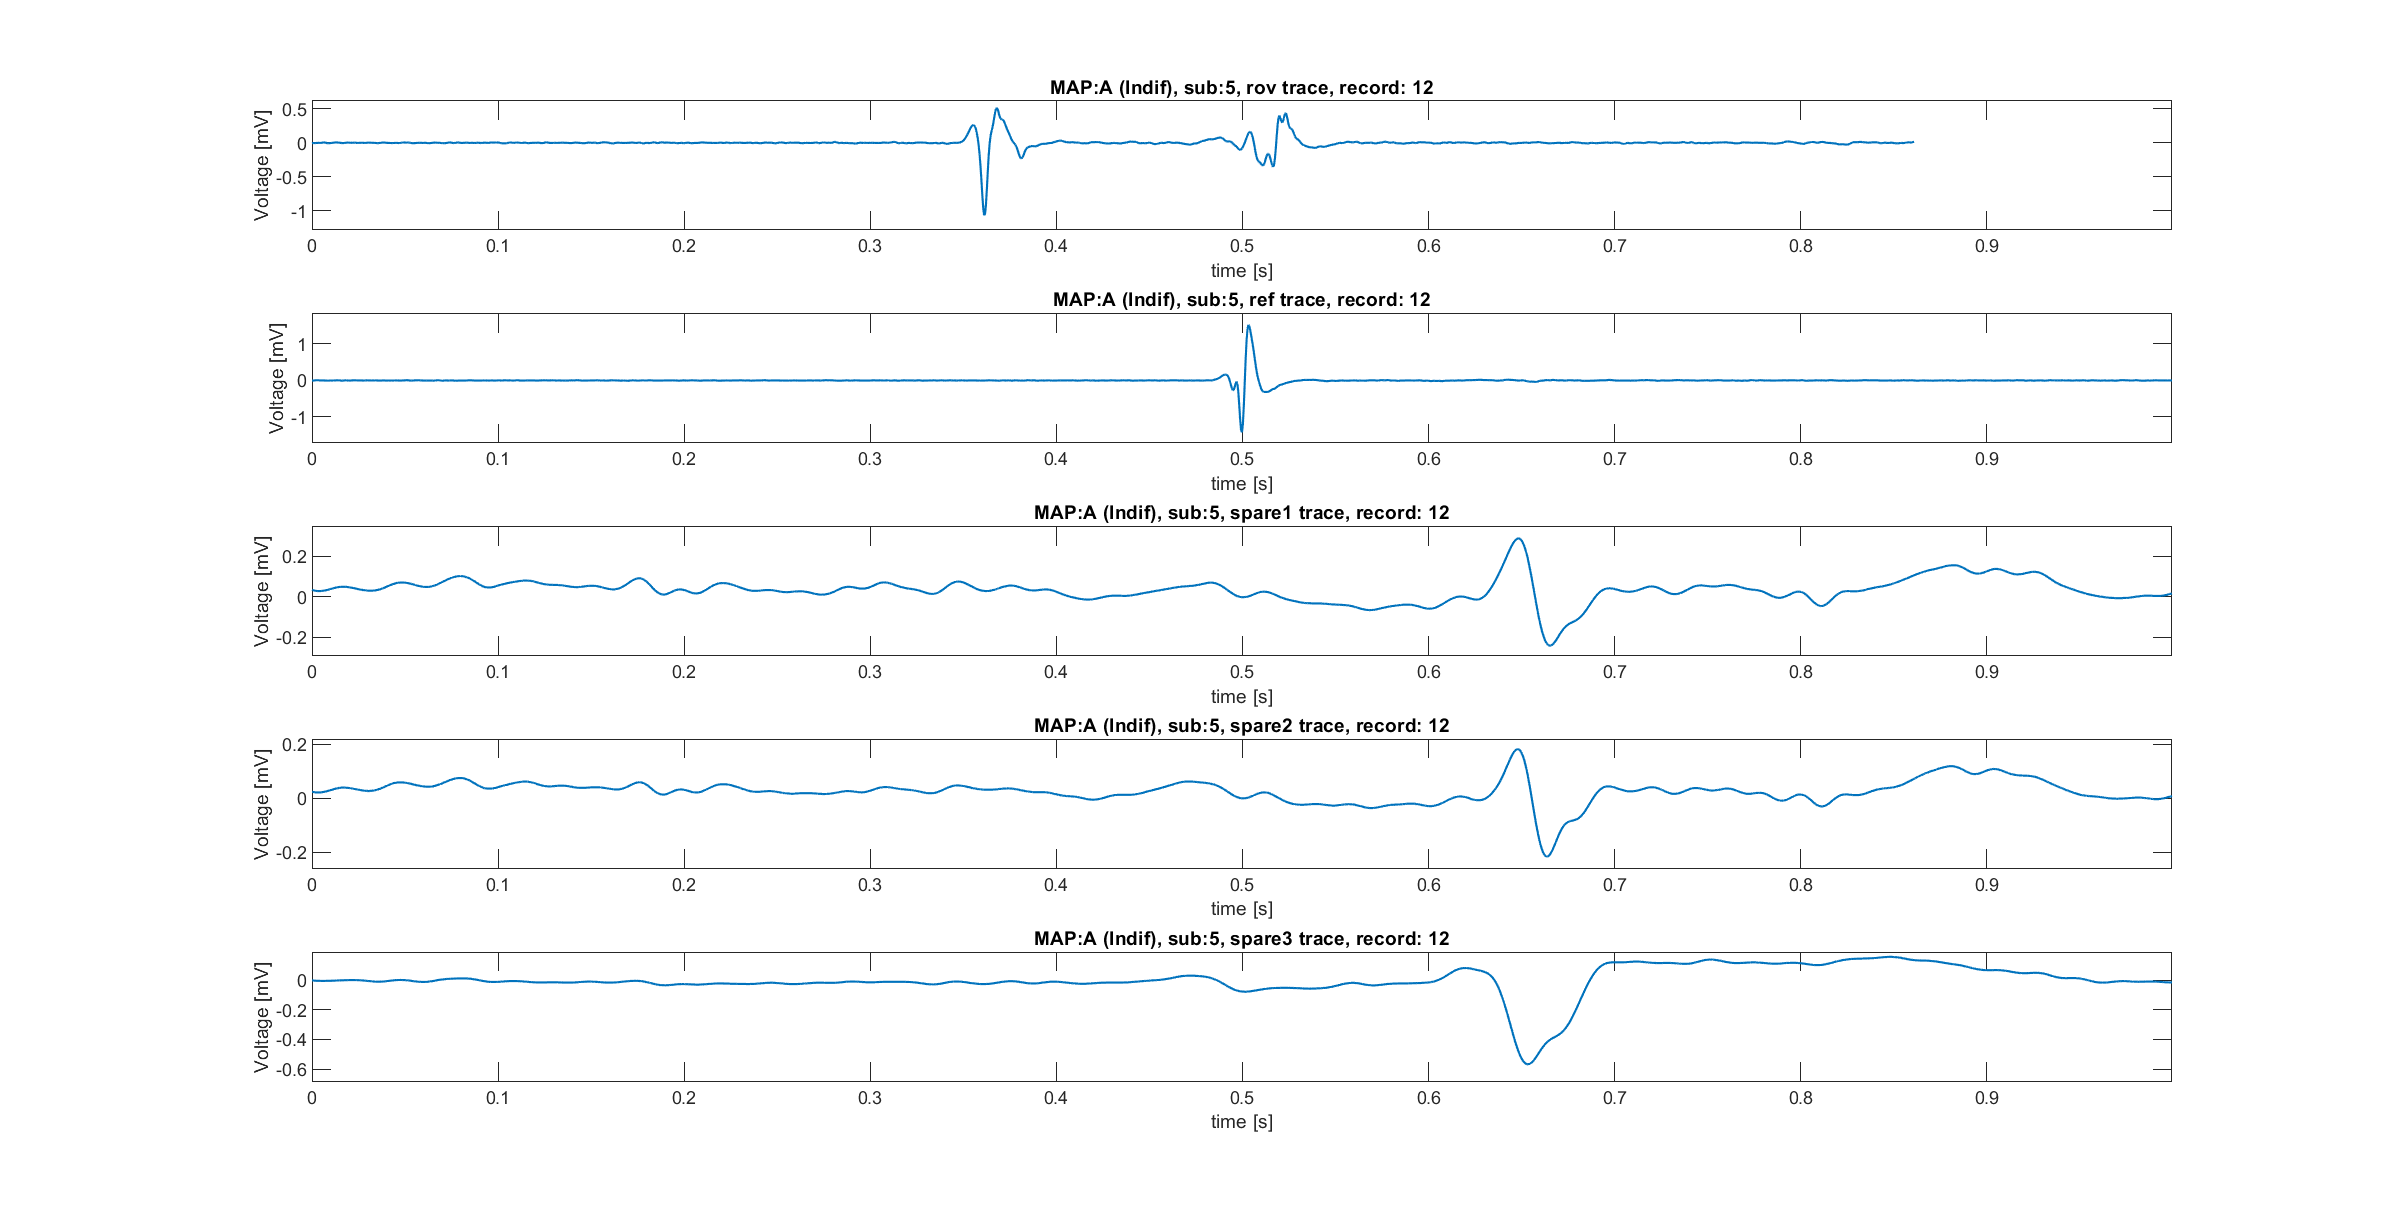 MAP:A (Indif), sub:5, rov trace, record: 12
Voltage [mV]
0.5
0
-0.5
-1
0 0.1 0.2 0.3 0.4 0.5 0.6 0.7 0.8 0.9
time [s]
MAP:A (Indif), sub:5, ref trace, record: 12
Voltage [mV]
1
0
-1
0 0.1 0.2 0.3 0.4 0.5 0.6 0.7 0.8 0.9
time [s]
MAP:A (Indif), sub:5, spare1 trace, record: 12
Voltage [mV]
0.2
0
-0.2
0 0.1 0.2 0.3 0.4 0.5 0.6 0.7 0.8 0.9
time [s]
MAP:A (Indif), sub:5, spare2 trace, record: 12
Voltage [mV]
0.2
0
-0.2
0 0.1 0.2 0.3 0.4 0.5 0.6 0.7 0.8 0.9
time [s]
MAP:A (Indif), sub:5, spare3 trace, record: 12
Voltage [mV]
0
-0.2
-0.4
-0.6
0 0.1 0.2 0.3 0.4 0.5 0.6 0.7 0.8 0.9
time [s]